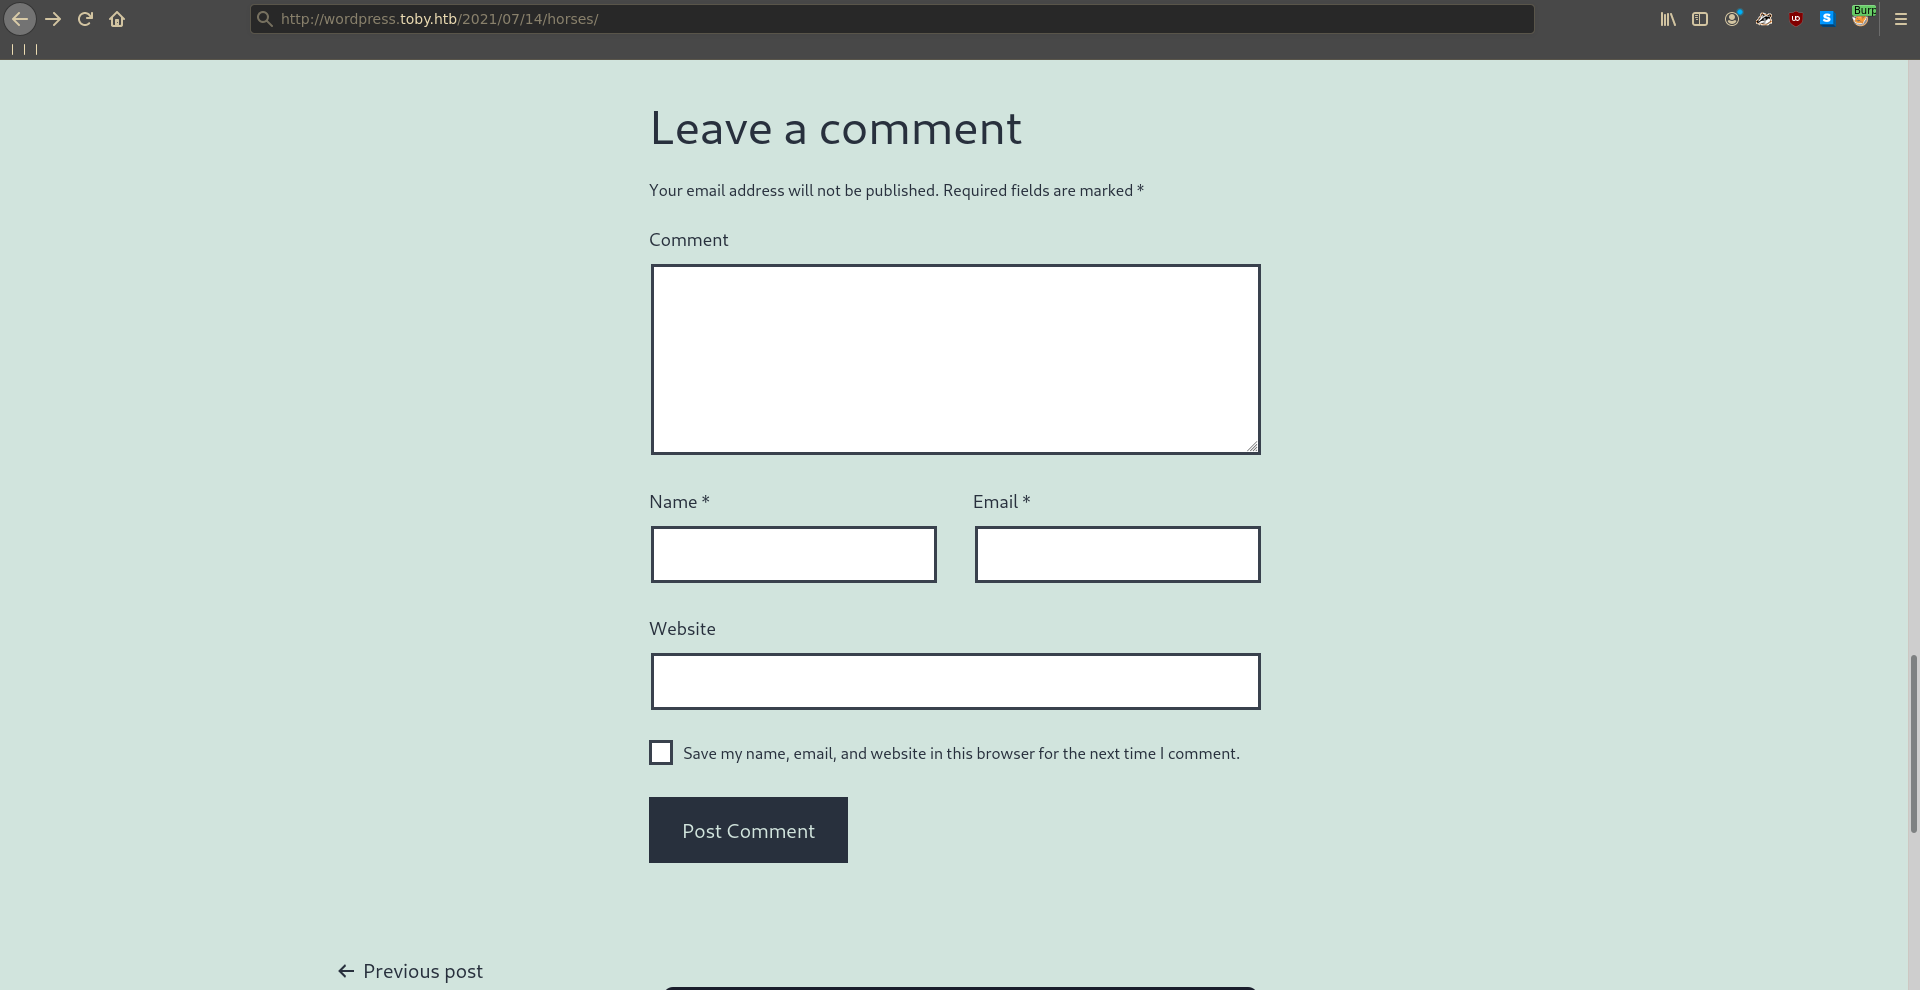 http://wordpress.toby.htb/2021/07/14/horses/
Burp
Leave a comment
Your email address will not be published. Required fields are marked *
Comment
Name *
Email *
Website
Save my name, email, and website in this browser for the next time I comment.
Post Comment
← Previous post